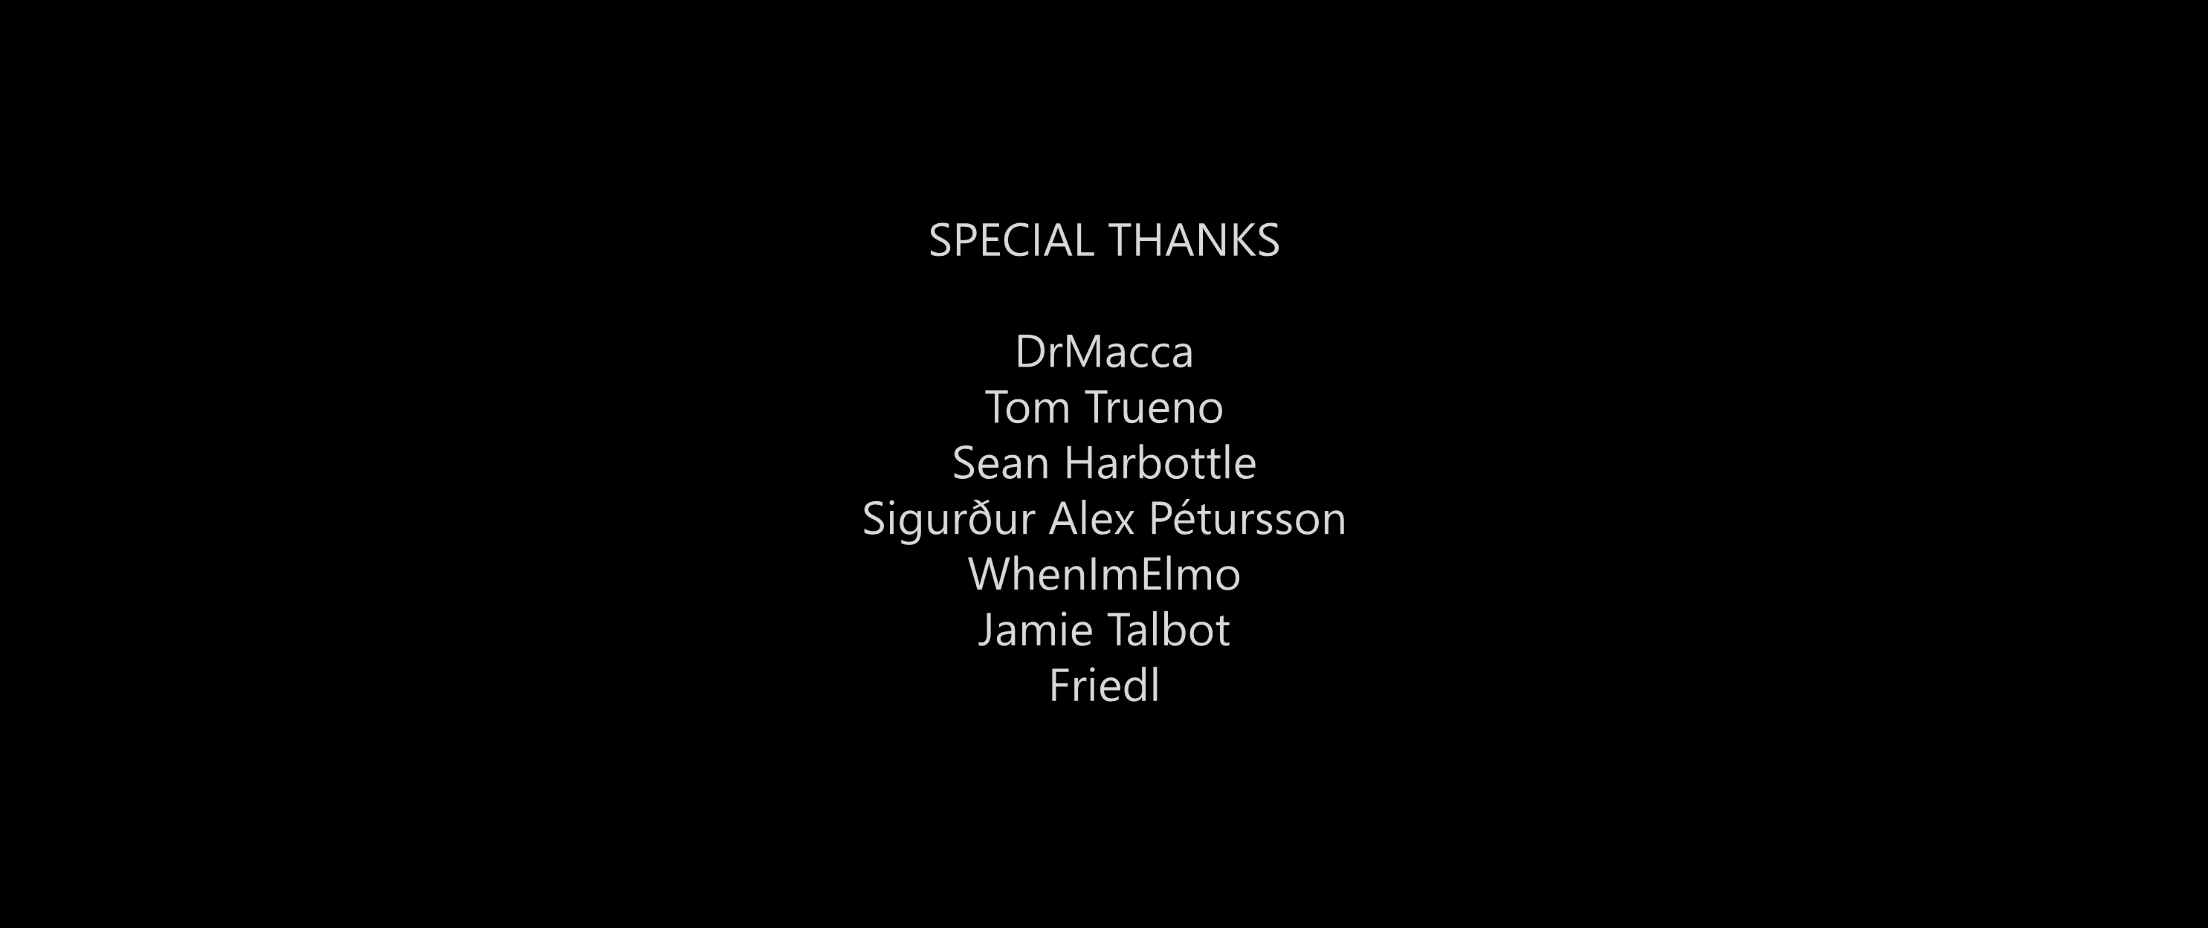 SPECIAL THANKS
DrMacca
Tom Trueno
Sean Harbottle
Sigurður Alex Pétursson
WhenImElmo
Jamie Talbot
Friedl